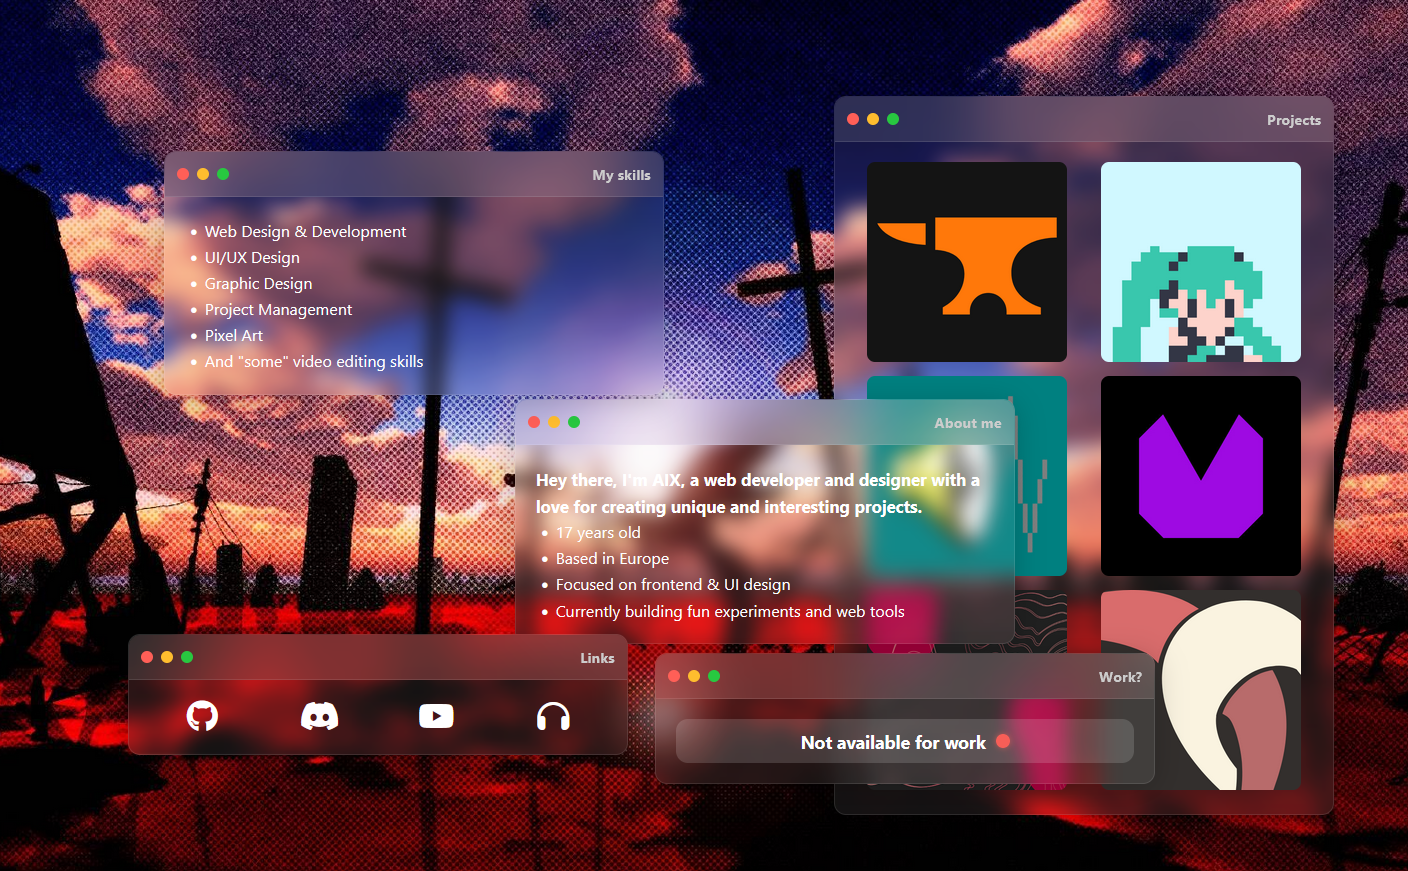 Projects
My skills
• Web Design & Development
• UI/UX Design
• Graphic Design
• Project Management
• Pixel Art
• And "some" video editing skills
About me
Hey there, I'm AIX, a web developer and designer with a
love for creating unique and interesting projects.
• 17 years old
• Based in Europe
• Focused on frontend & UI design
• Currently building fun experiments and web tools
Links
Work?
Not available for work